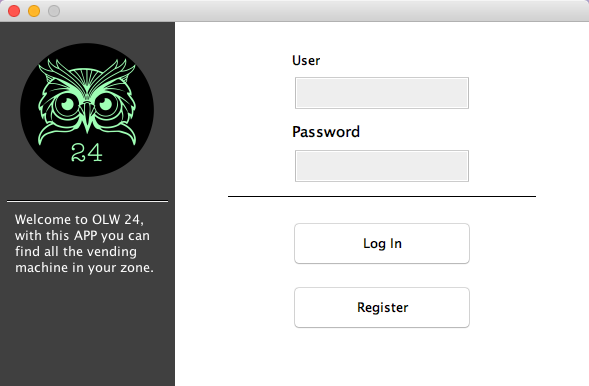 24
Welcome to OLW 24,
with this APP you can
find all the vending
machine in your zone.
User
Password
Log In
Register